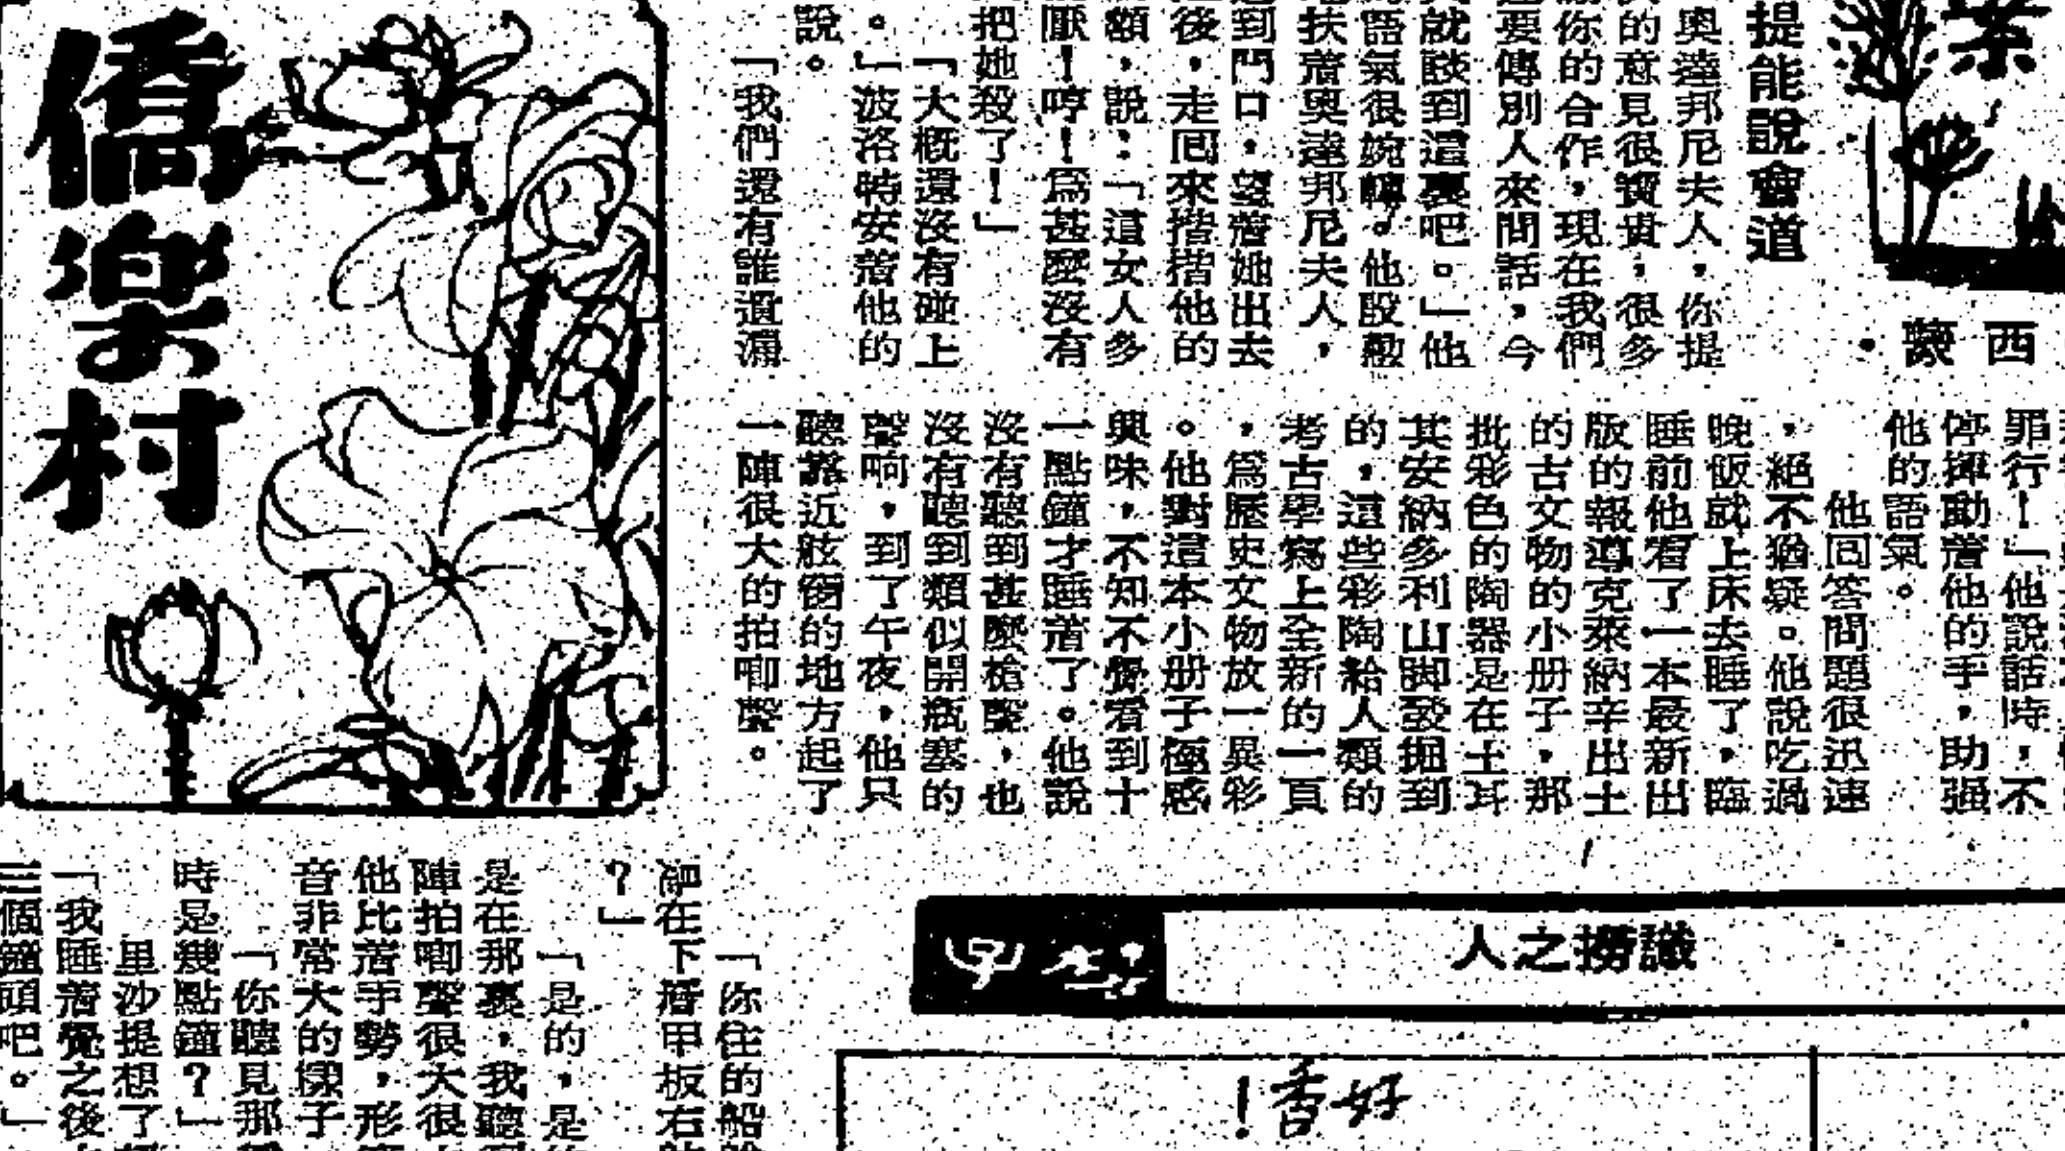 提能說會道
西蒙
奧達邦尼夫人，你提
的意見很寶貴，很多
你的合作，現在我們
要傳別人來問話，今
就談到這裏吧。」他
語氣很婉轉。他殷懃
扶着奧達邦尼夫人，
到門口，望着她出去
後，走囘來揩揩他的
額，說：「這女人多
厭！哼！爲甚麼沒有
把她殺了！」
「大概還沒有碰上
。」波洛特安着他的
說。
「我們還有誰遺漏
罪行！」他說話時，不
停揮動着他的手，助强
他的語氣。
他囘答問題很迅速
，絕不猶疑。他說吃過
晚飯就上床去睡了，臨
睡前他看了一本最新出
版的報導克萊納辛出土
的古文物的小册子，那
批彩色的陶器是在土耳
其安納多利山脚發掘到
的，這些彩陶給人類的
考古學寫上全新的一頁
，爲歷史文物放一異彩
。他對這本小册子極感
興味，不知不覺看到十
一點鐘才睡着了。他說
沒有聽到甚麼槍聲，也
沒有聽到類似開瓶塞的
聲响，到了午夜，他只
聽靠近舷窗的地方起了
一陣很大的拍唧聲。
僑樂村
「你住的船
在下層甲板右
？」
「是的，是
是在那裏，我聽
陣拍唧聲很大很
他比着手勢，形
音非常大的樣子
「你聽見那
時是幾點鐘？」
里沙提想了
「我睡着覺之後
三個鐘頭吧。」
識撈之人
好香！